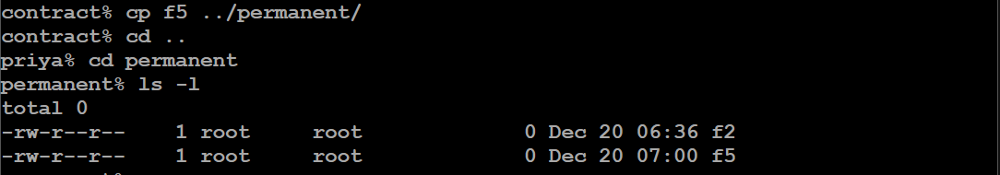 contract% cp f5 ../permanent/
contract% cd ..
priya% cd permanent
permanent% ls -l
total 0
-rw-r--r--    1 root     root             0 Dec 20 06:36 f2
-rw-r--r--    1 root     root             0 Dec 20 07:00 f5